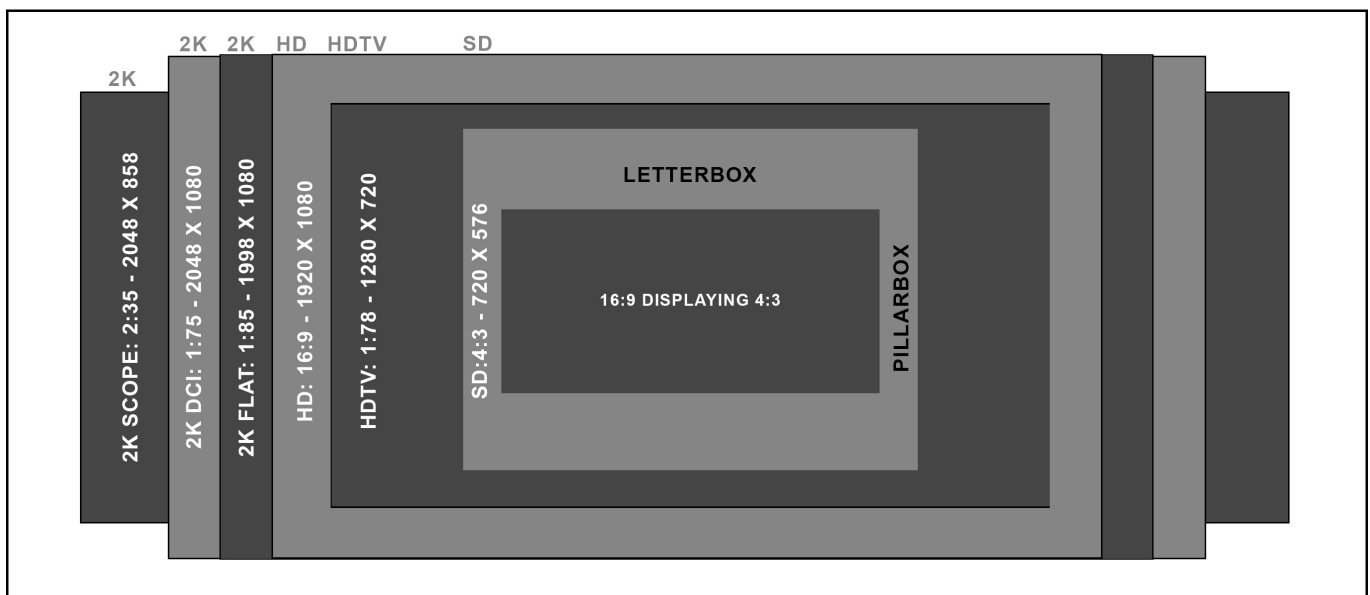 2K
2K
2K
HD
HDTV
SD
2K SCOPE: 2:35 - 2048 X 858
2K DCI: 1:75 - 2048 X 1080
2K FLAT: 1:85 - 1998 X 1080
HD: 16:9 - 1920 X 1080
HDTV: 1:78 - 1280 X 720
SD:4:3 - 720 X 576
LETTERBOX
16:9 DISPLAYING 4:3
PILLARBOX